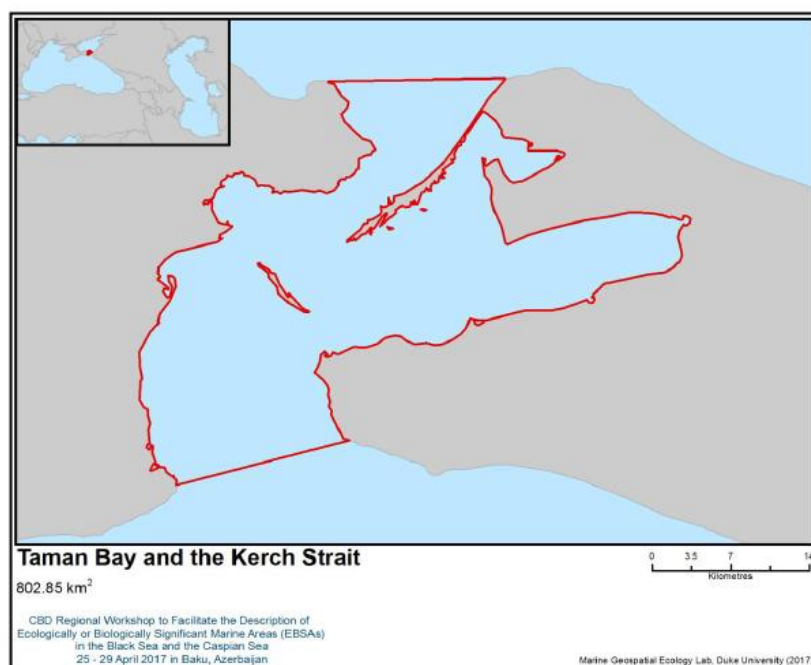 Taman Bay and the Kerch Strait
802.85 km²
0 3.5 7 14
Kilometres
CBD Regional Workshop to Facilitate the Description of
Ecologically or Biologically Significant Marine Areas (EBSAs)
in the Black Sea and the Caspian Sea
25 - 29 April 2017 in Baku, Azerbaijan
Marine Geospatial Ecology Lab, Duke University (2017